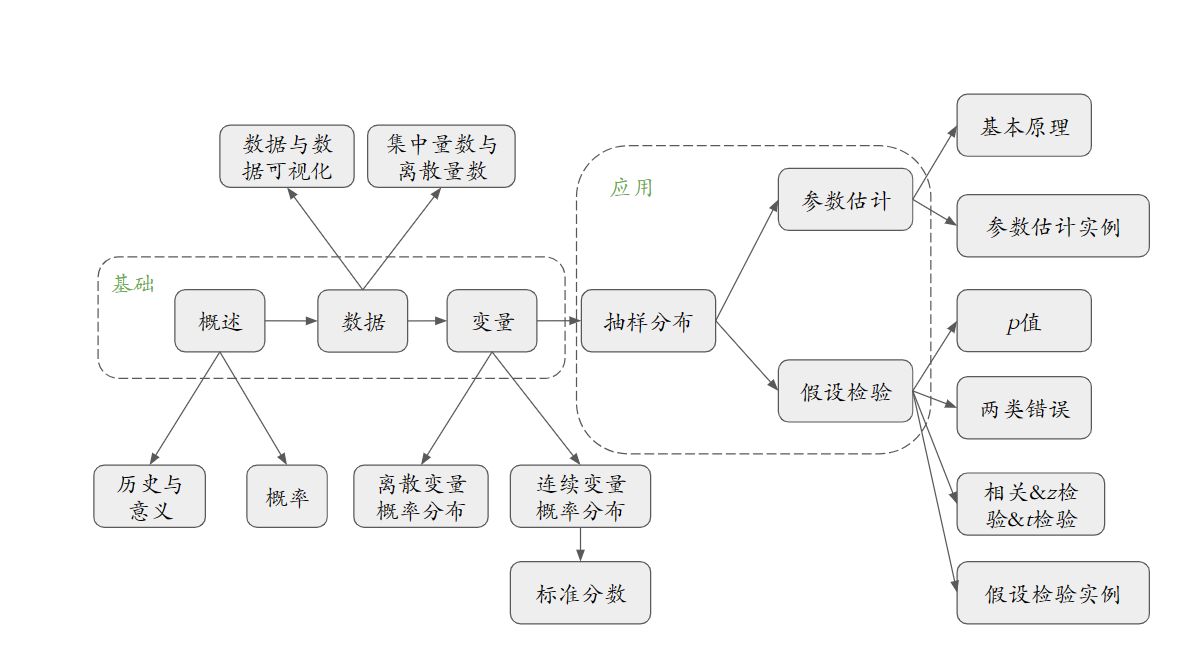 数据与数
据可视化
集中量数与
离散量数
基础
概述
数据
变量
历史与
意义
概率
离散变量
概率分布
连续变量
概率分布
标准分数
应用
抽样分布
参数估计
假设检验
基本原理
参数估计实例
p值
两类错误
相关&z检
验&t检验
假设检验实例